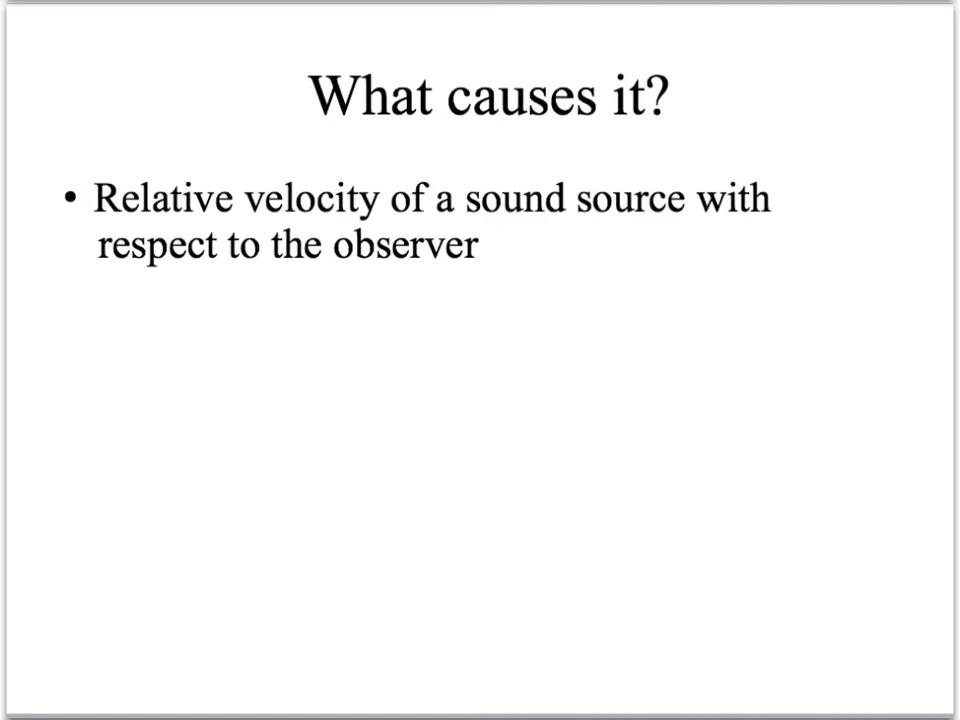 What causes it?
• Relative velocity of a sound source with
respect to the observer